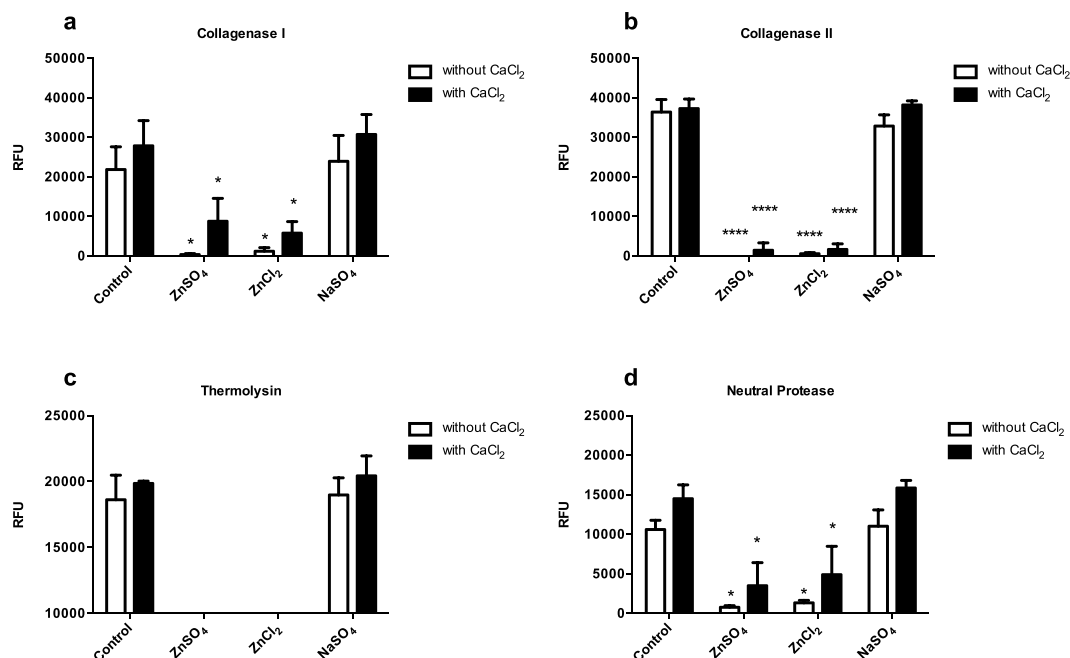 a
Collagenase I
50000
40000
30000
20000
10000
0
RFU
without CaCl2
with CaCl2
* * * *
Control
ZnSO4
ZnCl2
NaSO4
b
Collagenase II
50000
40000
30000
20000
10000
0
RFU
without CaCl2
with CaCl2
**** **** **** ****
Control
ZnSO4
ZnCl2
NaSO4
c
Thermolysin
25000
20000
15000
10000
RFU
without CaCl2
with CaCl2
Control
ZnSO4
ZnCl2
NaSO4
d
Neutral Protease
25000
20000
15000
10000
5000
0
RFU
without CaCl2
with CaCl2
* * * *
Control
ZnSO4
ZnCl2
NaSO4